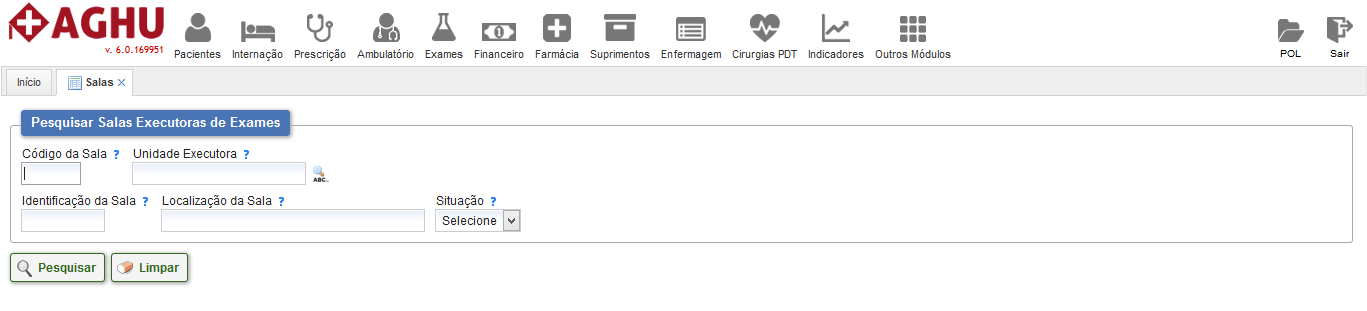 AGHU
v. 6.0.169951
Pacientes Internação Prescrição Ambulatório Exames Financeiro Farmácia Suprimentos Enfermagem Cirurgias PDT Indicadores Outros Módulos POL Sair
Início Salas
Pesquisar Salas Executoras de Exames
Código da Sala ? Unidade Executora ?
ABC..
Identificação da Sala ? Localização da Sala ? Situação ?
Selecione
Pesquisar Limpar